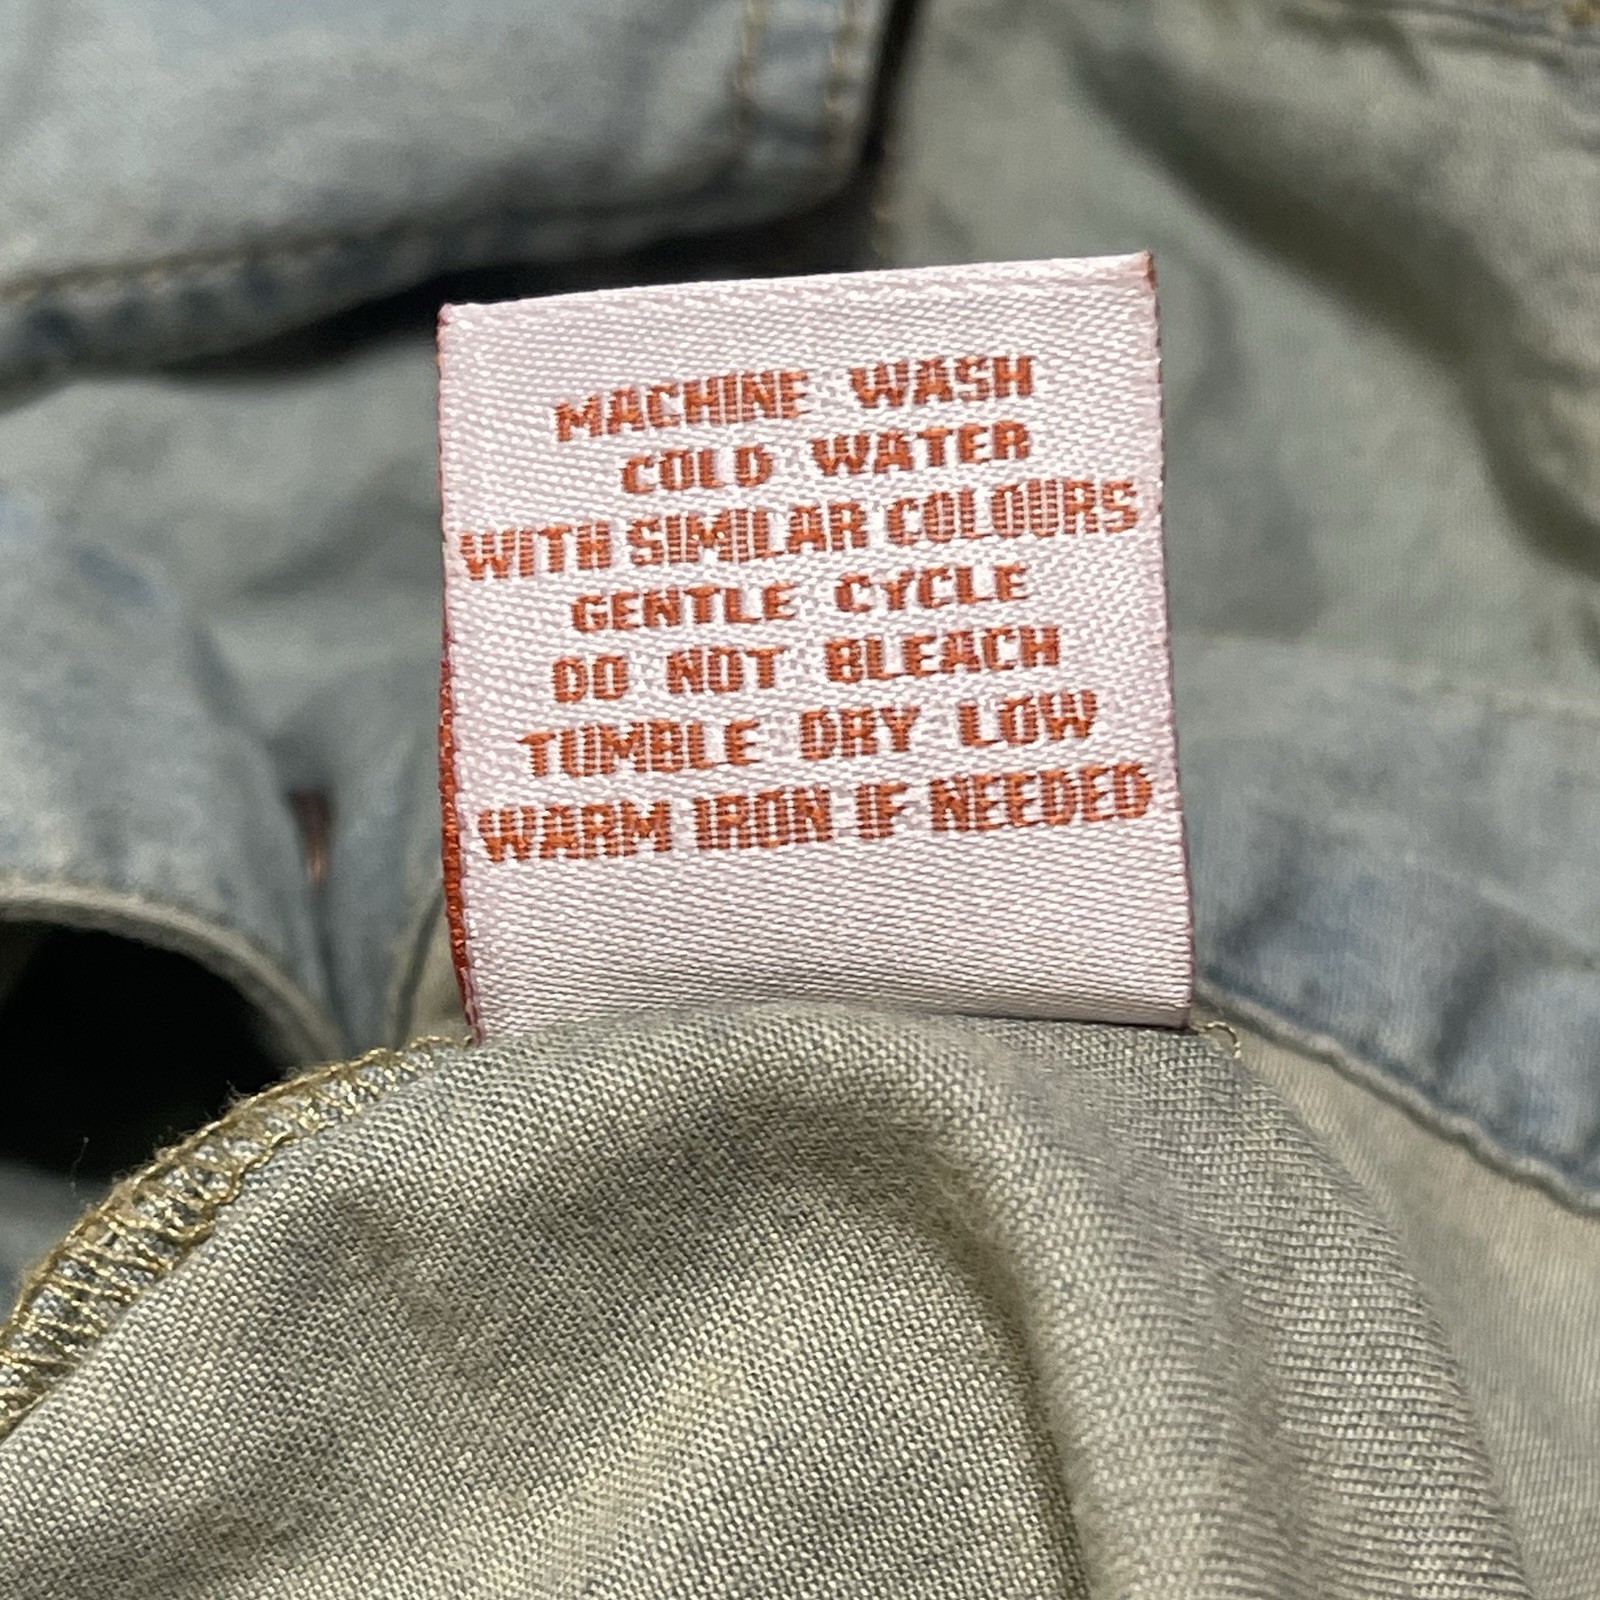 MACHINE WASH
COLD WATER
WITH SIMILAR COLOURS
GENTLE CYCLE
DO NOT BLEACH
TUMBLE DRY LOW
WARM IRON IF NEEDED